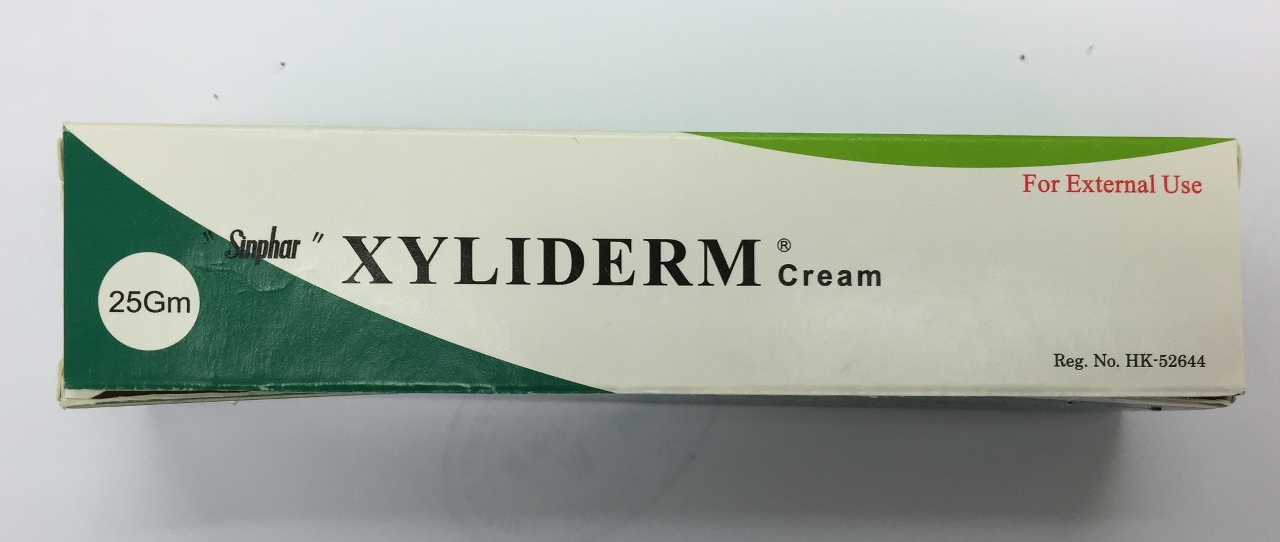 For External Use
"Sinphar" XYLIDERM® Cream
25Gm
Reg. No. HK-52644